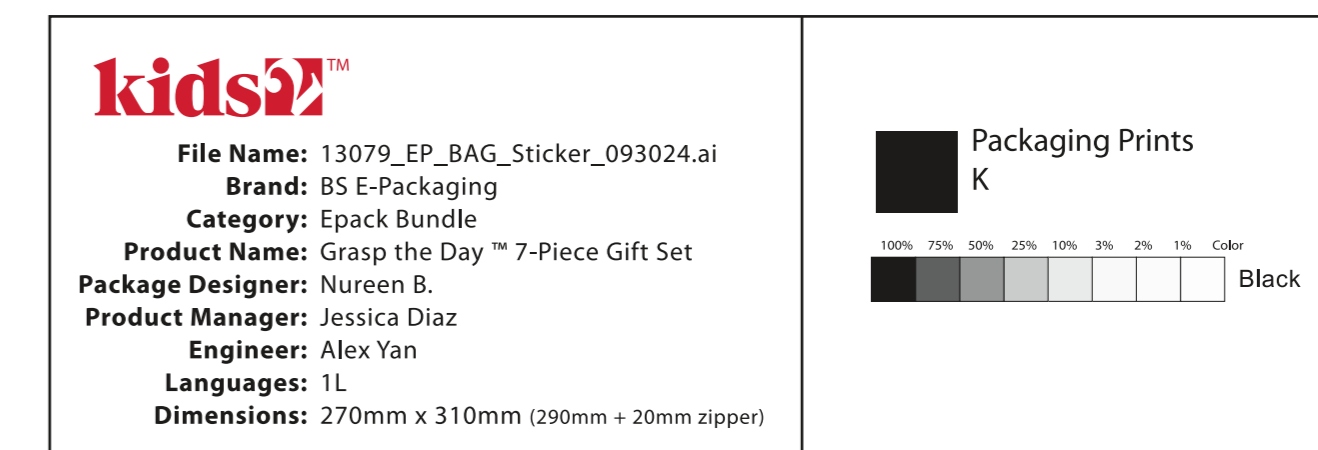 kids2™
File Name: 13079_EP_BAG_Sticker_093024.ai
Brand: BS E-Packaging
Category: Epack Bundle
Product Name: Grasp the Day ™ 7-Piece Gift Set
Package Designer: Nureen B.
Product Manager: Jessica Diaz
Engineer: Alex Yan
Languages: 1L
Dimensions: 270mm x 310mm (290mm + 20mm zipper)
Packaging Prints
K
100% 75% 50% 25% 10% 3% 2% 1% Color
Black